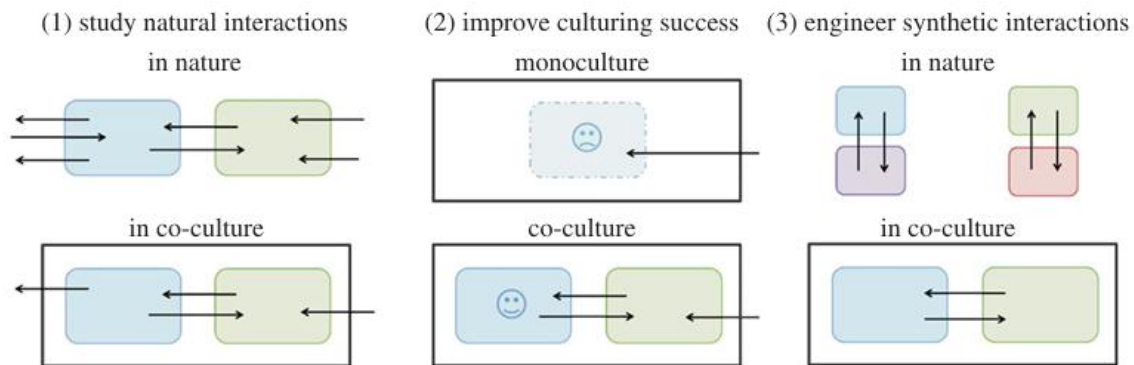 (1) study natural interactions
(2) improve culturing success
(3) engineer synthetic interactions
in nature
monoculture
in nature
in co-culture
co-culture
in co-culture